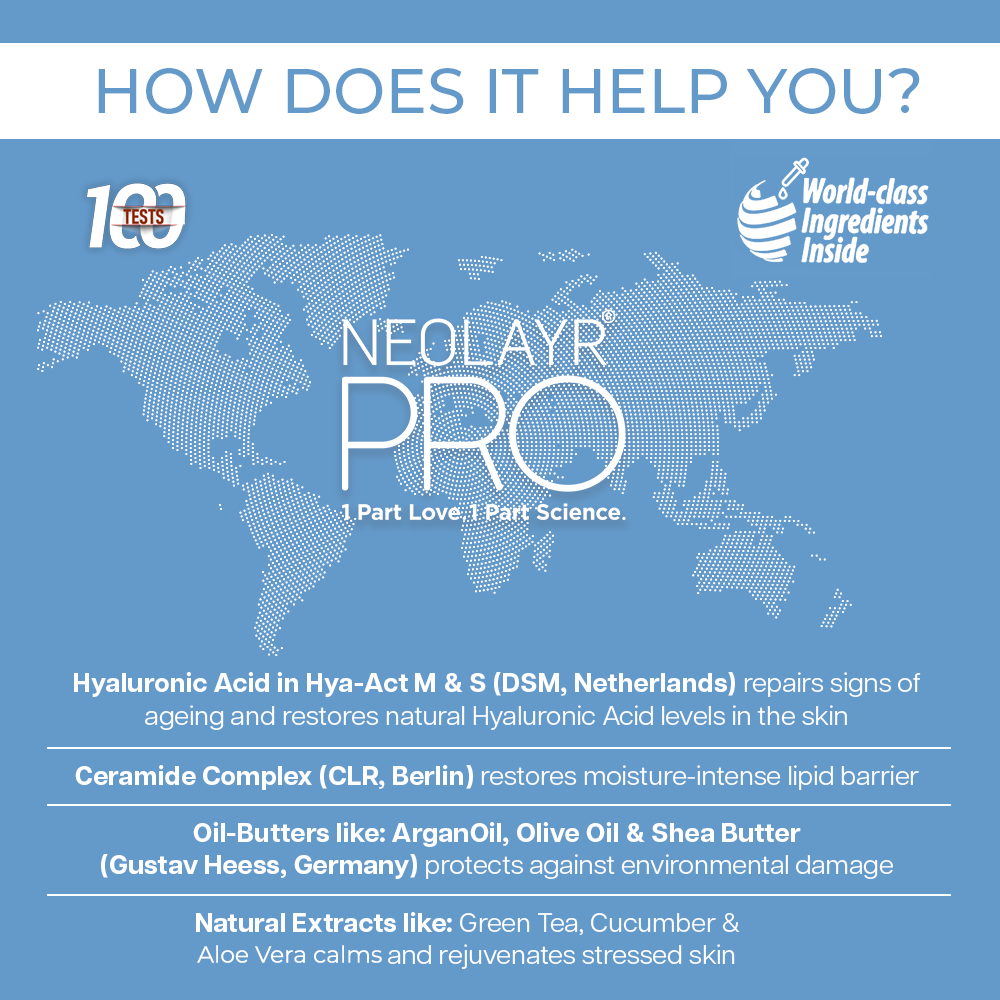 HOW DOES IT HELP YOU?
100
TESTS
World-class
Ingredients
Inside
NEOLAYR®
PRO
1 Part Love. 1 Part Science.
Hyaluronic Acid in Hya-Act M & S (DSM, Netherlands) repairs signs of
ageing and restores natural Hyaluronic Acid levels in the skin
Ceramide Complex (CLR, Berlin) restores moisture-intense lipid barrier
Oil-Butters like: ArganOil, Olive Oil & Shea Butter
(Gustav Heess, Germany) protects against environmental damage
Natural Extracts like: Green Tea, Cucumber &
Aloe Vera calms and rejuvenates stressed skin